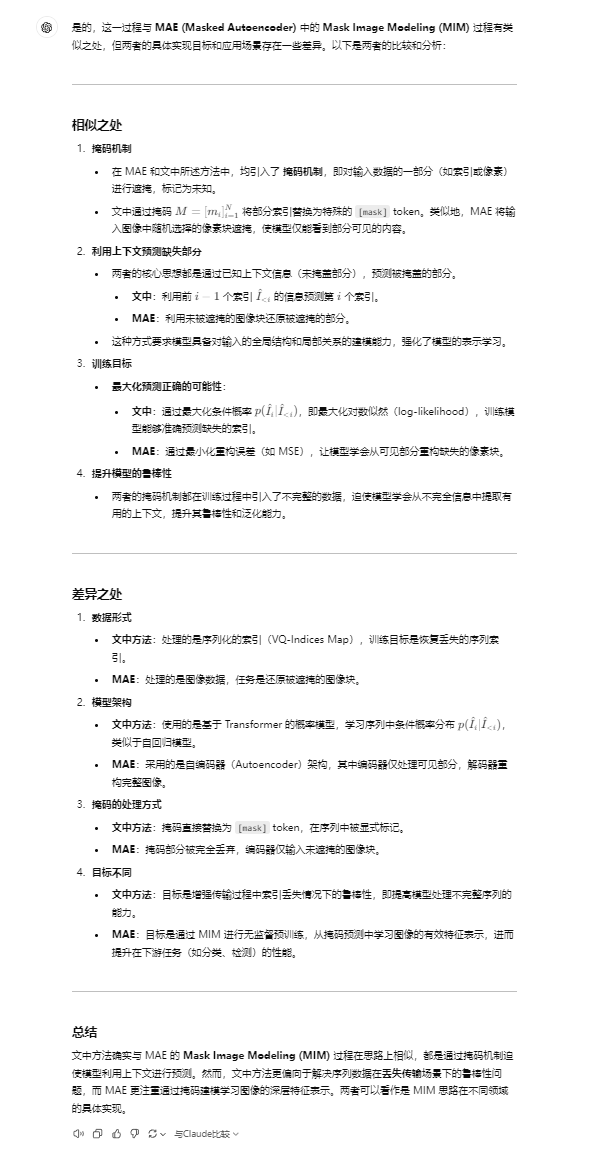 是的，这一过程与 MAE (Masked Autoencoder) 中的 Mask Image Modeling (MIM) 过程有类
似之处，但两者的具体实现目标和应用场景存在一些差异。以下是两者的比较和分析：
相似之处
1. 掩码机制
• 在 MAE 和文中所述方法中，均引入了 掩码机制，即对输入数据的一部分（如索引或像素）
进行遮掩，标记为未知。
• 文中通过掩码 M = [m_i]_{i=1}^N 将部分索引替换为特殊的 [mask] token。类似地，MAE 将输
入图像中随机选择的像素块遮掩，使模型仅能看到部分可见的内容。
2. 利用上下文预测缺失部分
• 两者的核心思想都是通过已知上下文信息（未掩盖部分），预测被掩盖的部分。
• 文中：利用前 i − 1 个索引 Î_{<i} 的信息预测第 i 个索引。
• MAE：利用未被遮掩的图像块还原被遮掩的部分。
• 这种方式要求模型具备对输入的全局结构和局部关系的建模能力，强化了模型的表示学习。
3. 训练目标
• 最大化预测正确的可能性：
• 文中：通过最大化条件概率 p(Î_i|Î_{<i})，即最大化对数似然（log-likelihood），训练模
型能够准确预测缺失的索引。
• MAE：通过最小化重构误差（如 MSE），让模型学会从可见部分重构缺失的像素块。
4. 提升模型的鲁棒性
• 两者的掩码机制都在训练过程中引入了不完整的数据，迫使模型学会从不完全信息中提取有
用的上下文，提升其鲁棒性和泛化能力。
差异之处
1. 数据形式
• 文中方法：处理的是序列化的索引（VQ-Indices Map），训练目标是恢复丢失的序列索
引。
• MAE：处理的是图像数据，任务是还原被遮掩的图像块。
2. 模型架构
• 文中方法：使用的是基于 Transformer 的概率模型，学习序列中条件概率分布 p(Î_i|Î_{<i})，
类似于自回归模型。
• MAE：采用的是自编码器（Autoencoder）架构，其中编码器仅处理可见部分，解码器重
构完整图像。
3. 掩码的处理方式
• 文中方法：掩码直接替换为 [mask] token，在序列中被显式标记。
• MAE：掩码部分被完全丢弃，编码器仅输入未遮掩的图像块。
4. 目标不同
• 文中方法：目标是增强传输过程中索引丢失情况下的鲁棒性，即提高模型处理不完整序列的
能力。
• MAE：目标是通过 MIM 进行无监督预训练，从掩码预测中学习图像的有效特征表示，进而
提升在下游任务（如分类、检测）的性能。
总结
文中方法确实与 MAE 的 Mask Image Modeling (MIM) 过程在思路上相似，都是通过掩码机制迫
使模型利用上下文进行预测。然而，文中方法更偏向于解决序列数据在丢失传输场景下的鲁棒性问
题，而 MAE 更注重通过掩码建模学习图像的深层特征表示。两者可以看作是 MIM 思路在不同领域
的具体实现。
与Claude比较